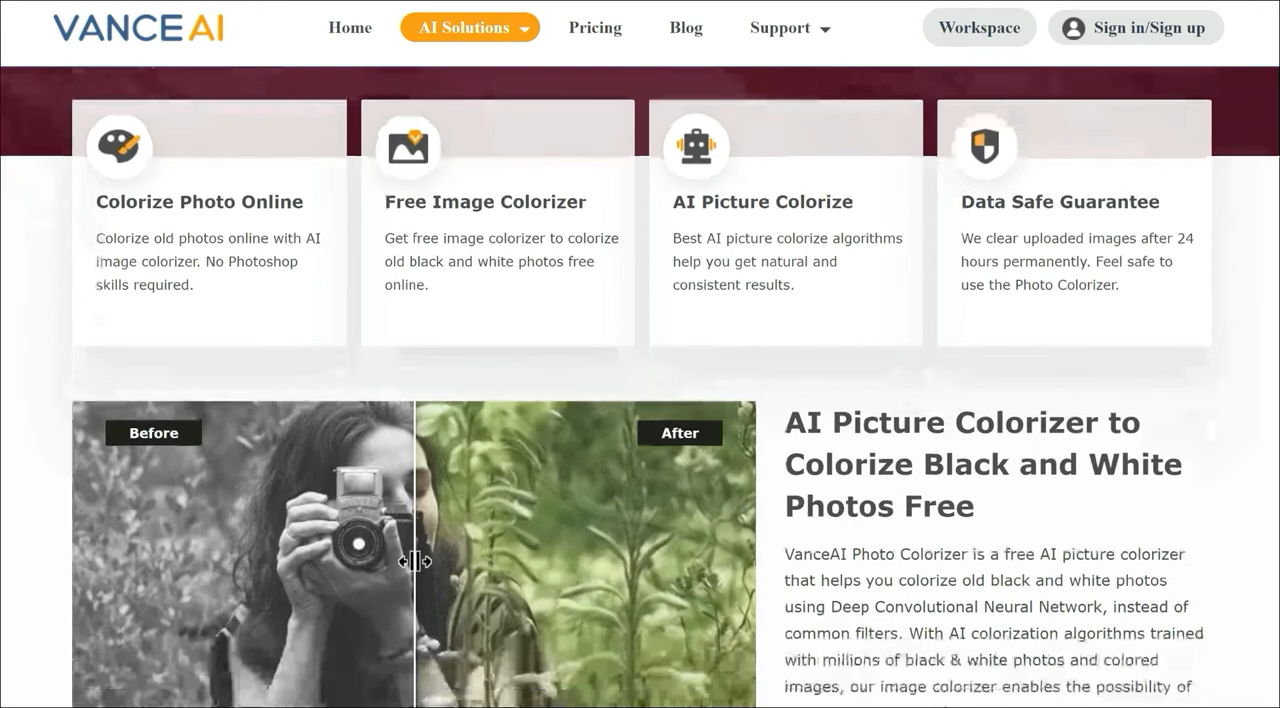 VANCE AI
Home
AI Solutions
Pricing
Blog
Support
Workspace
Sign in/Sign up
Colorize Photo Online
Colorize old photos online with AI
image colorizer. No Photoshop
skills required.
Free Image Colorizer
Get free image colorizer to colorize
old black and white photos free
online.
AI Picture Colorize
Best AI picture colorize algorithms
help you get natural and
consistent results.
Data Safe Guarantee
We clear uploaded images after 24
hours permanently. Feel safe to
use the Photo Colorizer.
Before
After
AI Picture Colorizer to
Colorize Black and White
Photos Free
VanceAI Photo Colorizer is a free AI picture colorizer
that helps you colorize old black and white photos
using Deep Convolutional Neural Network, instead of
common filters. With AI colorization algorithms trained
with millions of black & white photos and colored
images, our image colorizer enables the possibility of